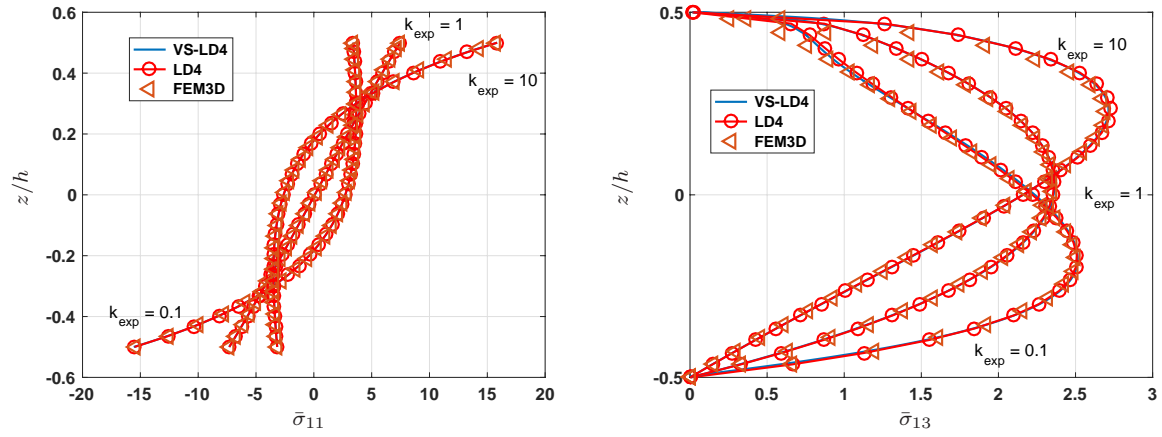 0.6
0.4
0.2
0
-0.2
-0.4
-0.6
z/h
-20 -15 -10 -5 0 5 10 15 20
σ̄₁₁
VS-LD4
LD4
FEM3D
k_exp = 1
k_exp = 10
k_exp = 0.1
0.5
0
-0.5
z/h
0 0.5 1 1.5 2 2.5 3
σ̄₁₃
VS-LD4
LD4
FEM3D
k_exp = 10
k_exp = 1
k_exp = 0.1